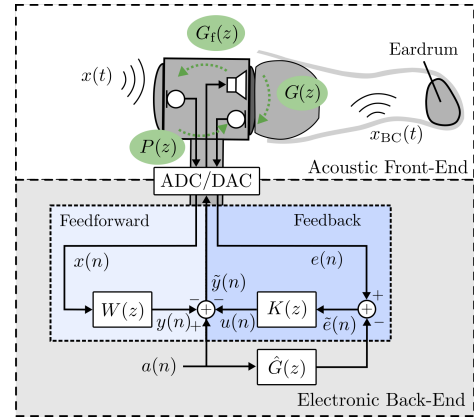 G_f(z)
x(t)
Eardrum
G(z)
P(z)
x_BC(t)
Acoustic Front-End
ADC/DAC
Feedforward
Feedback
x(n)
e(n)
ỹ(n)
W(z)
−
−
K(z)
+
y(n)
+
u(n)
ẽ(n)
−
a(n)
Ĝ(z)
Electronic Back-End